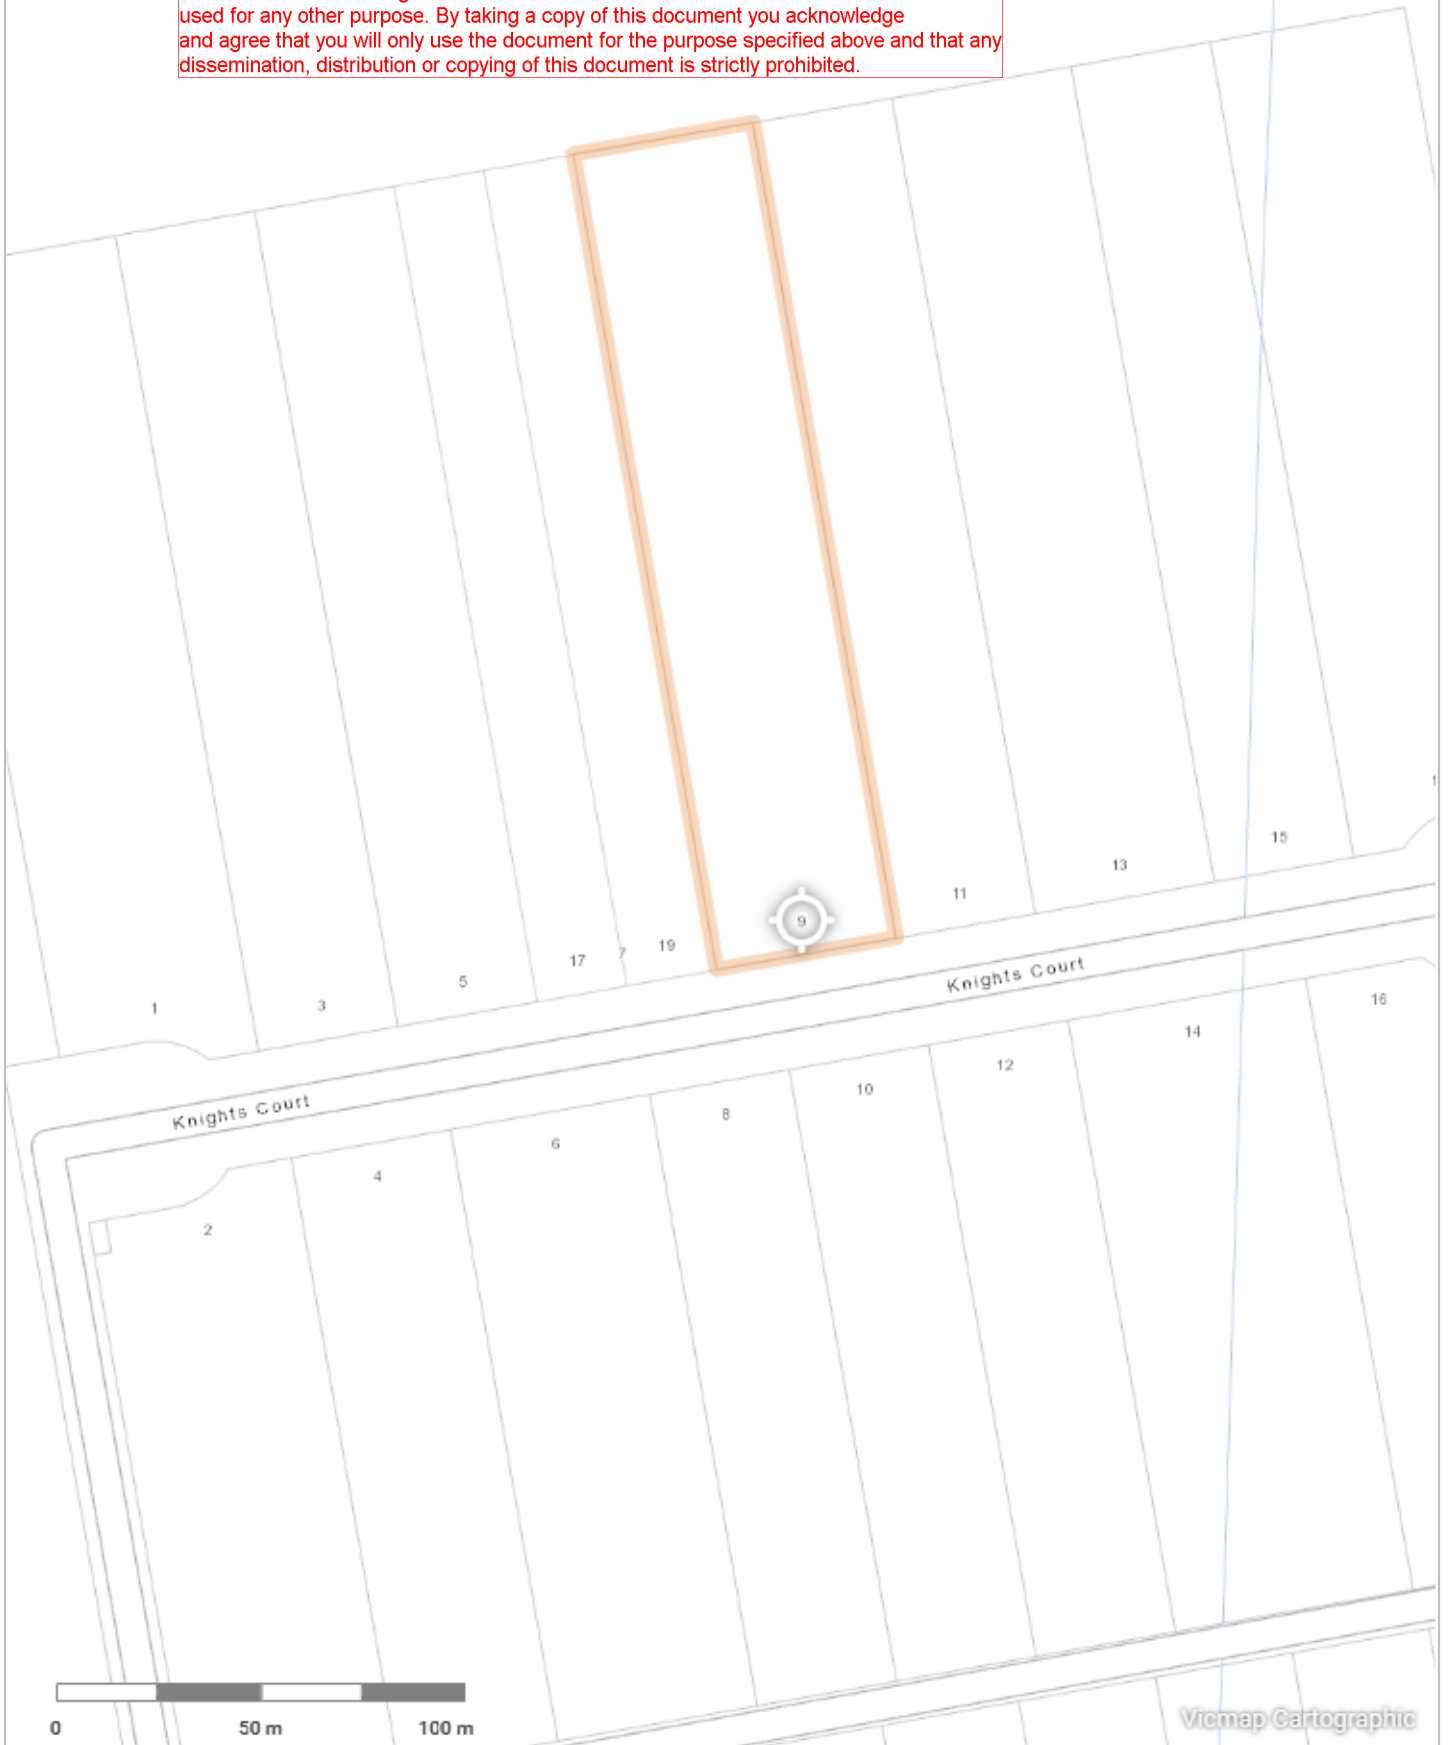 used for any other purpose. By taking a copy of this document you acknowledge
and agree that you will only use the document for the purpose specified above and that any
dissemination, distribution or copying of this document is strictly prohibited.
15
13
11
9
19
7
17
5
3
1
Knights Court
16
14
12
10
8
6
4
2
Knights Court
0 50 m 100 m
Vicmap Cartographic